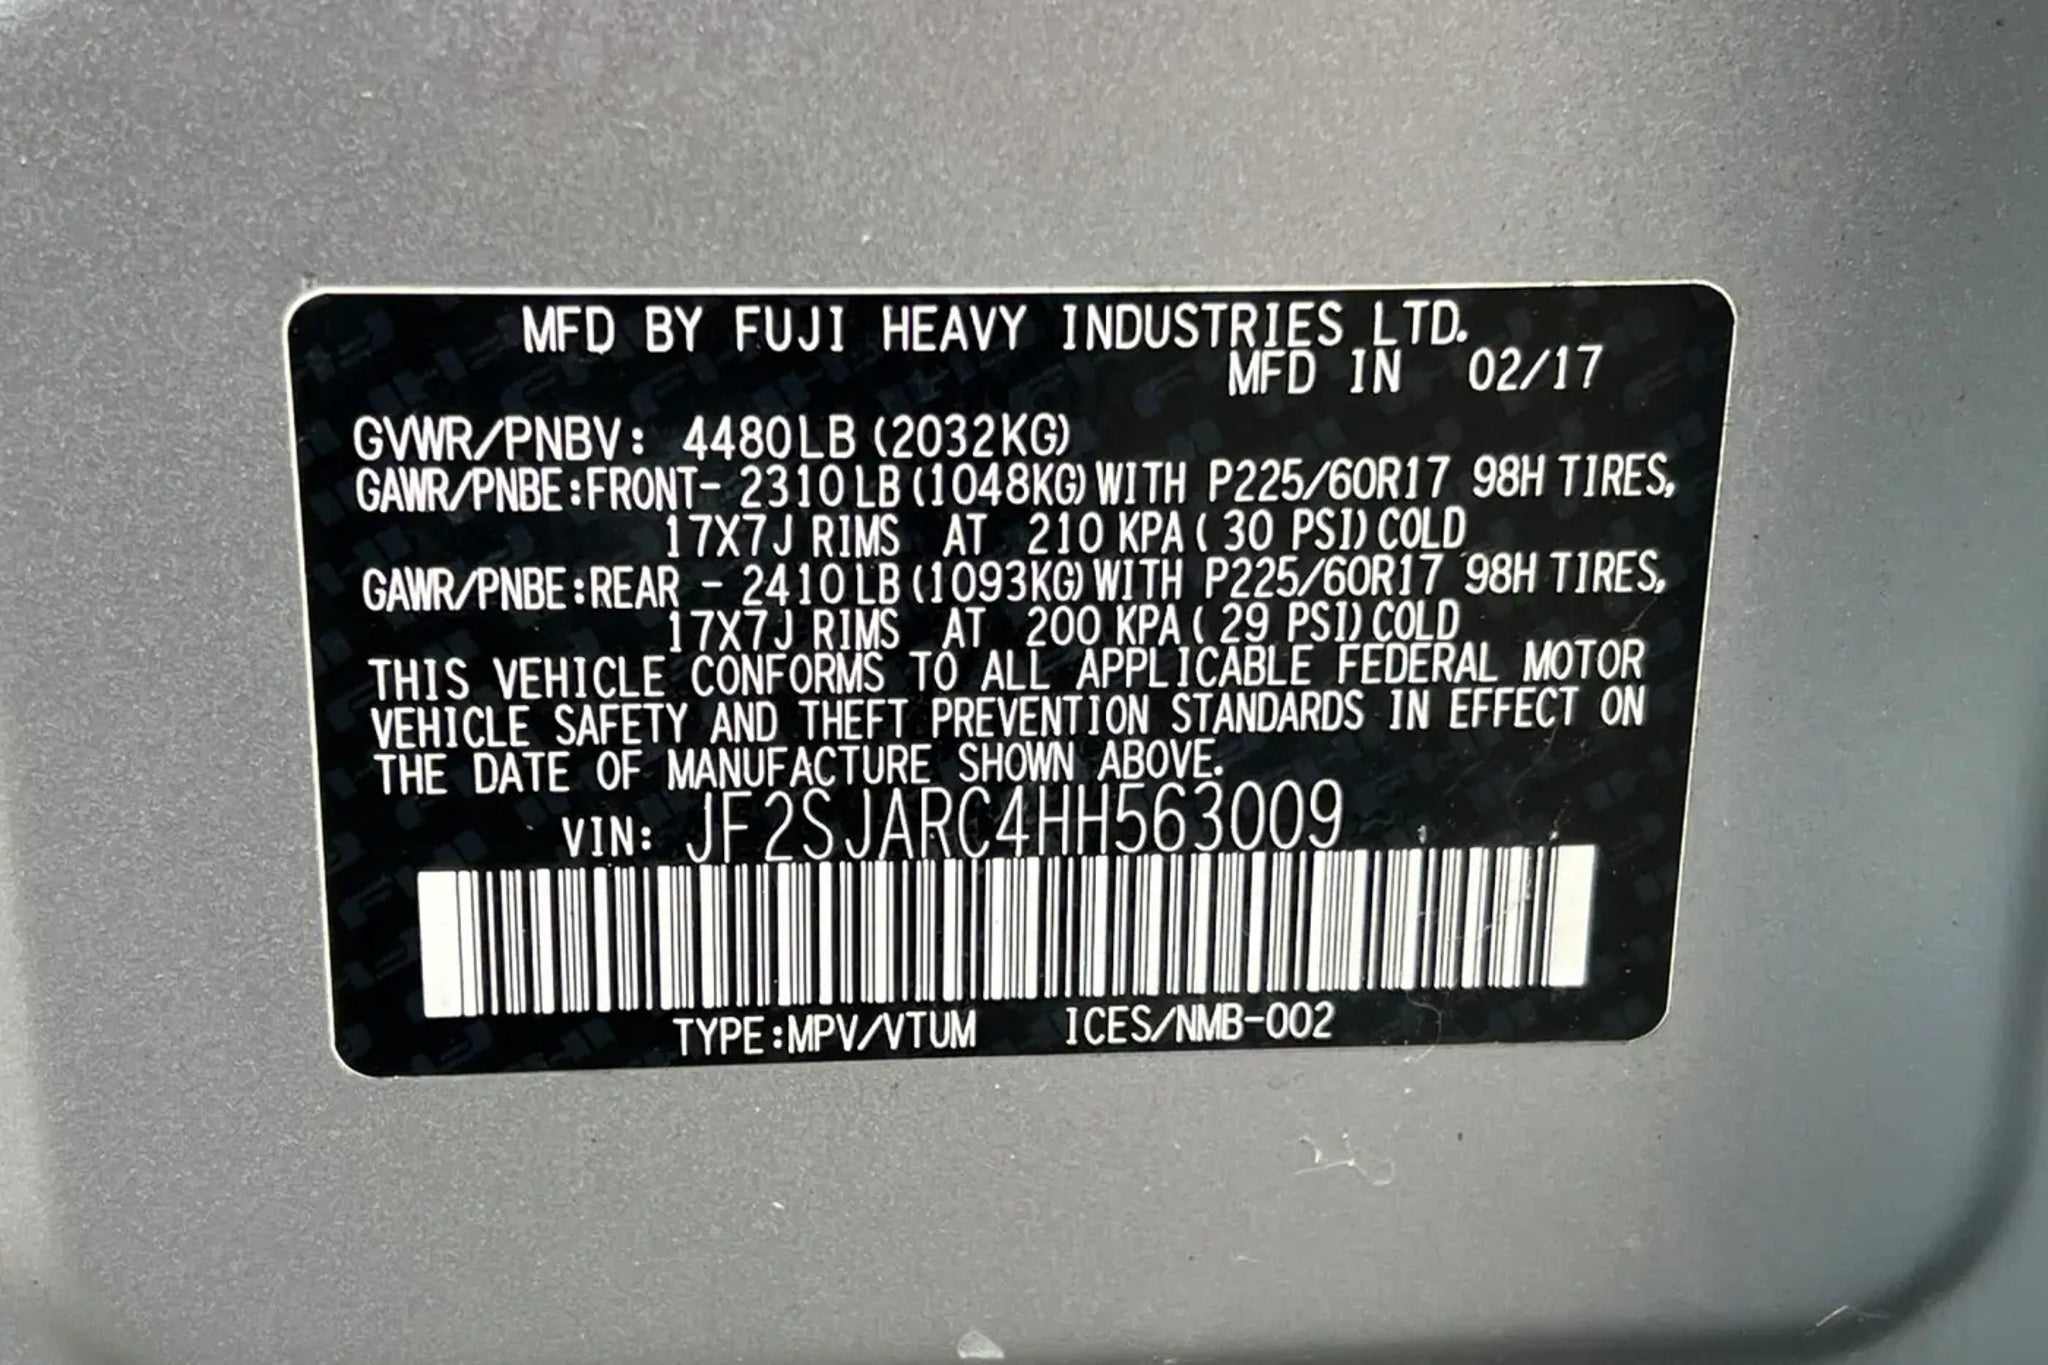 MFD BY FUJI HEAVY INDUSTRIES LTD.
MFD IN 02/17
GVWR/PNBV: 4480LB (2032KG)
GAWR/PNBE:FRONT- 2310LB (1048KG) WITH P225/60R17 98H TIRES,
17X7J RIMS AT 210 KPA ( 30 PSI) COLD
GAWR/PNBE:REAR - 2410LB (1093KG) WITH P225/60R17 98H TIRES,
17X7J RIMS AT 200 KPA ( 29 PSI) COLD
THIS VEHICLE CONFORMS TO ALL APPLICABLE FEDERAL MOTOR
VEHICLE SAFETY AND THEFT PREVENTION STANDARDS IN EFFECT ON
THE DATE OF MANUFACTURE SHOWN ABOVE.
VIN: JF2SJARC4HH563009
TYPE:MPV/VTUM ICES/NMB-002